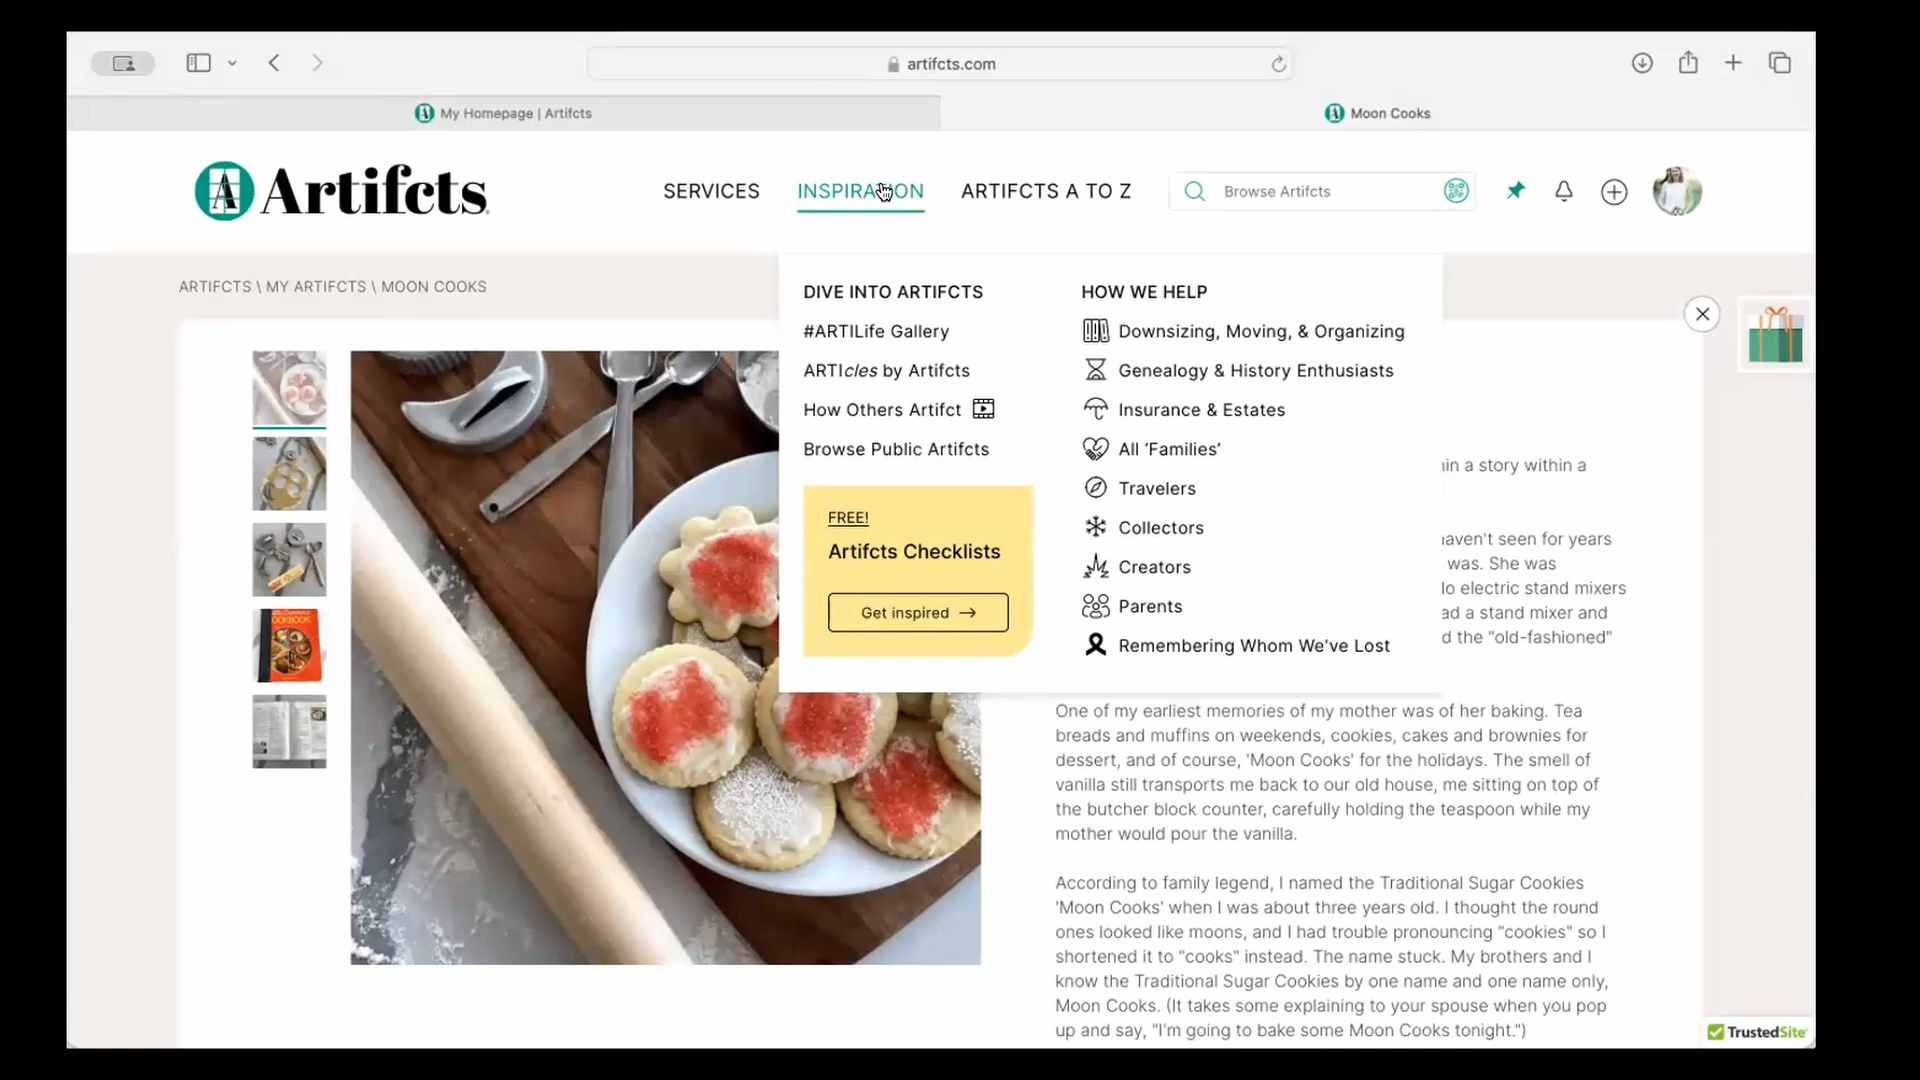 artifcts.com
My Homepage | Artifcts
Moon Cooks
Artifcts
SERVICES
INSPIRATION
ARTIFCTS A TO Z
Browse Artifcts
ARTIFCTS \ MY ARTIFCTS \ MOON COOKS
DIVE INTO ARTIFCTS
#ARTILife Gallery
ARTIcles by Artifcts
How Others Artifct
Browse Public Artifcts
FREE!
Artifcts Checklists
Get inspired →
HOW WE HELP
Downsizing, Moving, & Organizing
Genealogy & History Enthusiasts
Insurance & Estates
All ‘Families’
Travelers
Collectors
Creators
Parents
Remembering Whom We've Lost
in a story within a
haven't seen for years
was. She was
electric stand mixers
a stand mixer and
the "old-fashioned"
One of my earliest memories of my mother was of her baking. Tea
breads and muffins on weekends, cookies, cakes and brownies for
dessert, and of course, 'Moon Cooks' for the holidays. The smell of
vanilla still transports me back to our old house, me sitting on top of
the butcher block counter, carefully holding the teaspoon while my
mother would pour the vanilla.
According to family legend, I named the Traditional Sugar Cookies
'Moon Cooks' when I was about three years old. I thought the round
ones looked like moons, and I had trouble pronouncing "cookies" so I
shortened it to "cooks" instead. The name stuck. My brothers and I
know the Traditional Sugar Cookies by one name and one name only,
Moon Cooks. (It takes some explaining to your spouse when you pop
up and say, "I'm going to bake some Moon Cooks tonight.")
TrustedSite